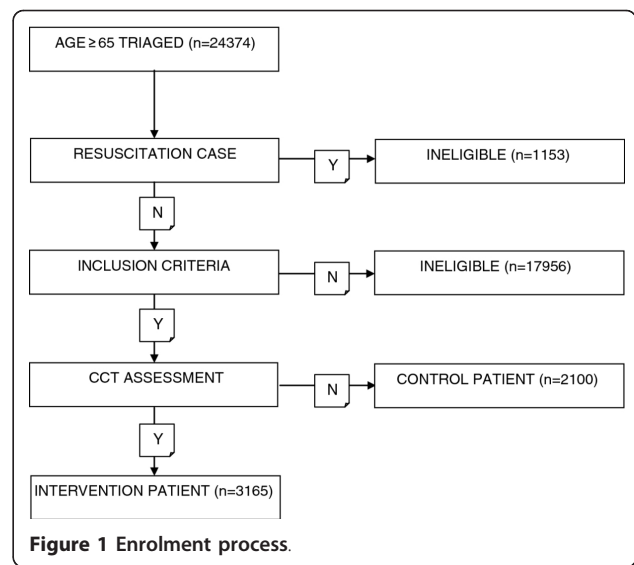 AGE ≥ 65 TRIAGED (n=24374)
RESUSCITATION CASE
Y
INELIGIBLE (n=1153)
N
INCLUSION CRITERIA
N
INELIGIBLE (n=17956)
Y
CCT ASSESSMENT
N
CONTROL PATIENT (n=2100)
Y
INTERVENTION PATIENT (n=3165)
Figure 1 Enrolment process.